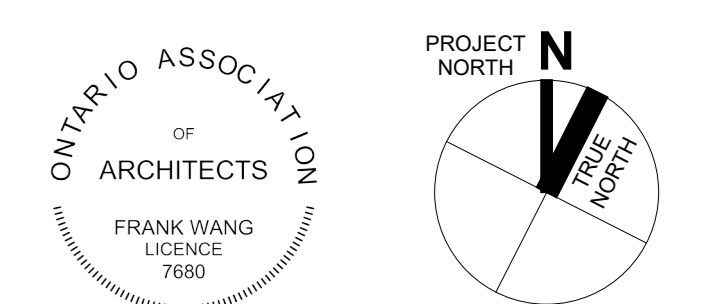 ONTARIO ASSOCIATION
OF
ARCHITECTS
FRANK WANG
LICENCE
7680
PROJECT
NORTH
N
TRUE
NORTH